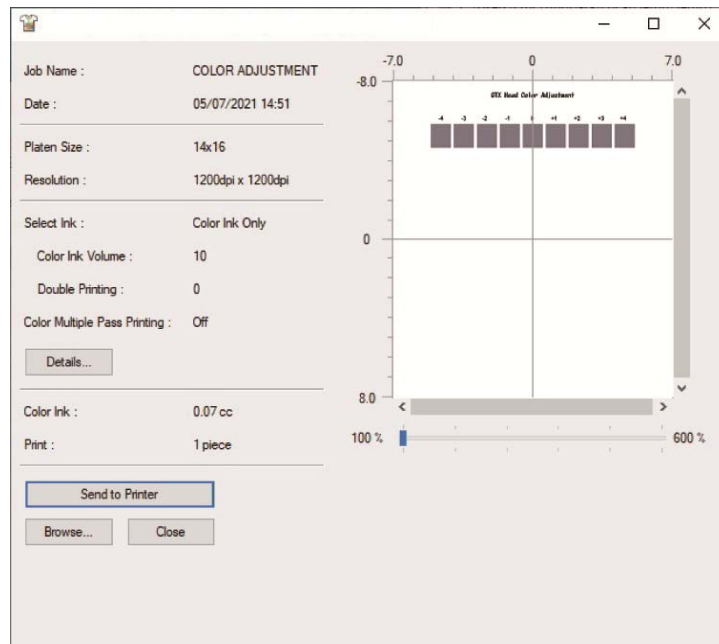 Job Name : COLOR ADJUSTMENT
Date : 05/07/2021 14:51
Platen Size : 14x16
Resolution : 1200dpi x 1200dpi
Select Ink : Color Ink Only
Color Ink Volume : 10
Double Printing : 0
Color Multiple Pass Printing : Off
Details...
Color Ink : 0.07 cc
Print : 1 piece
Send to Printer
Browse... Close
-7.0 0 7.0
-8.0
GTX Head Color Adjustment
-4 -3 -2 -1 0 +1 +2 +3 +4
0
8.0
100 % 600 %